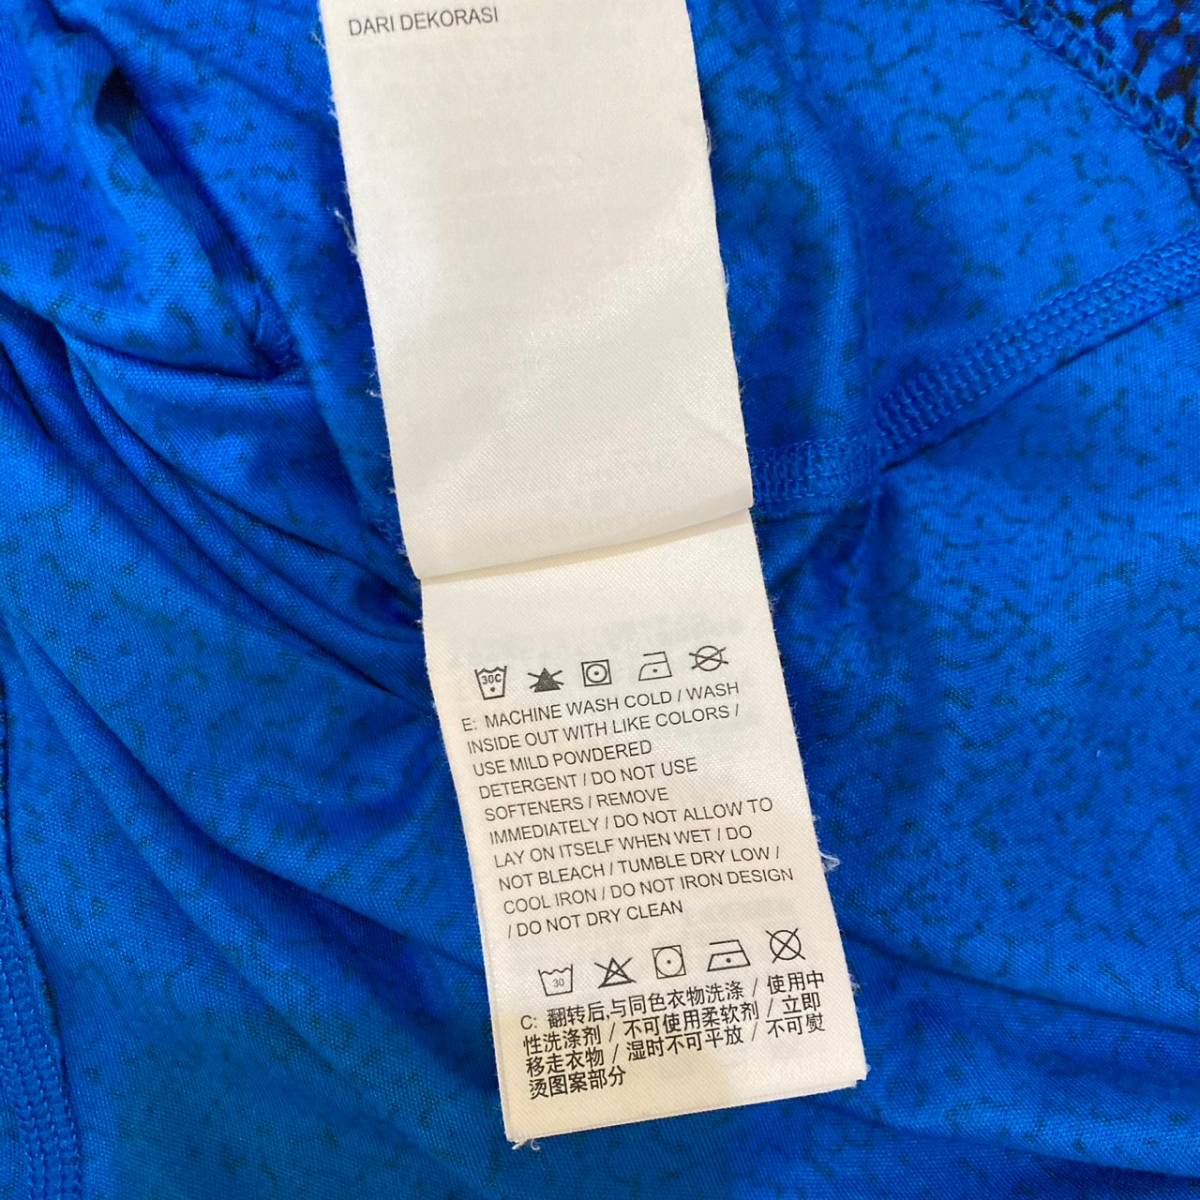 DARI DEKORASI
30C
E: MACHINE WASH COLD / WASH
INSIDE OUT WITH LIKE COLORS /
USE MILD POWDERED
DETERGENT / DO NOT USE
SOFTENERS / REMOVE
IMMEDIATELY / DO NOT ALLOW TO
LAY ON ITSELF WHEN WET / DO
NOT BLEACH / TUMBLE DRY LOW /
COOL IRON / DO NOT IRON DESIGN
/ DO NOT DRY CLEAN
30
C: 翻转后,与同色衣物洗涤 / 使用中
性洗涤剂 / 不可使用柔软剂 / 立即
移走衣物 / 湿时不可平放 / 不可熨
烫图案部分